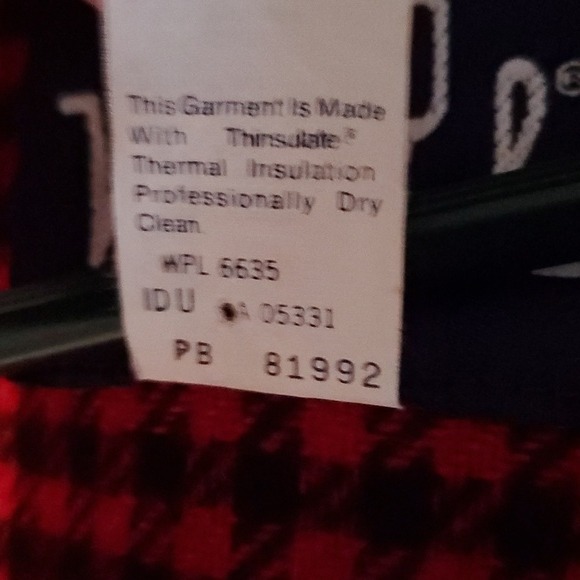 This Garment Is Made
With Thinsulate®
Thermal Insulation
Professionally Dry
Clean
WPL 6635
IDU A 05331
PB 81992
®